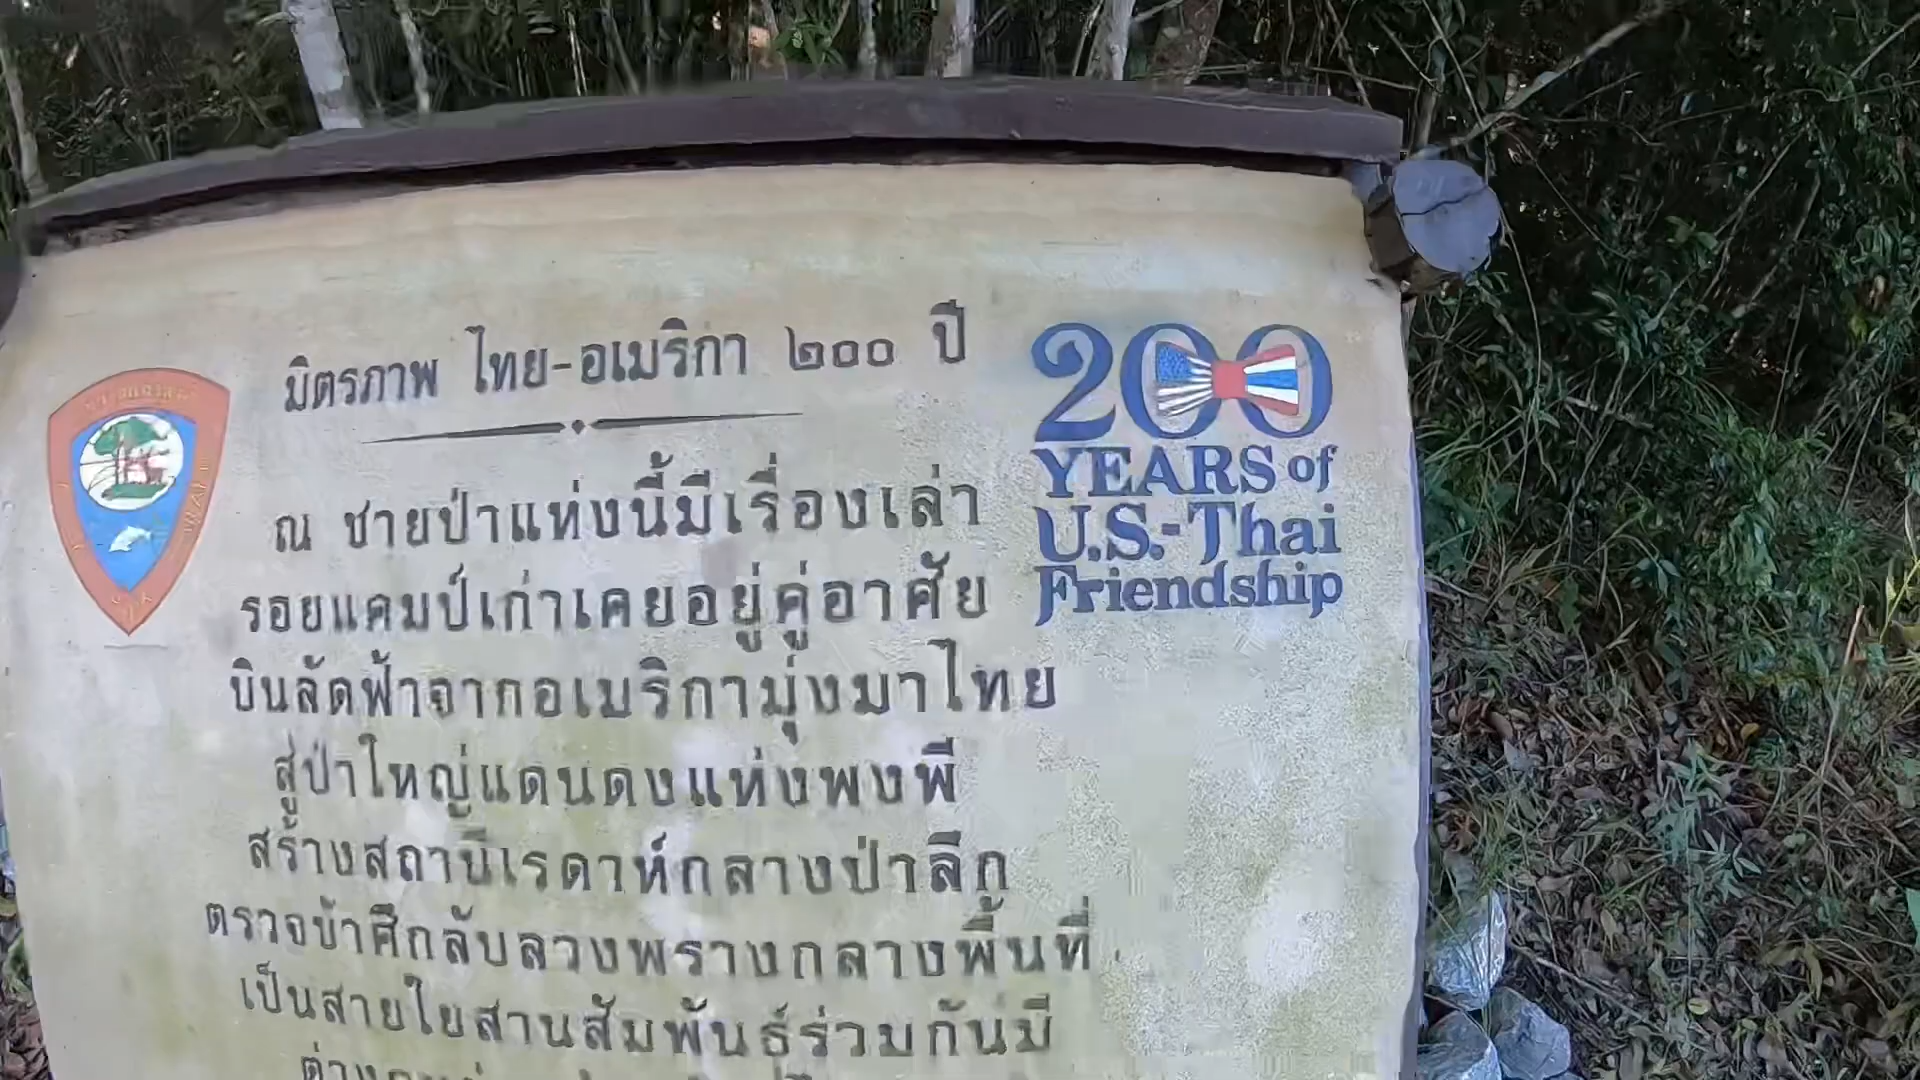 มิตรภาพ ไทย-อเมริกา ๒๐๐ ปี
200
YEARS of
U.S.-Thai
Friendship
ณ ชายป่าแห่งนี้มีเรื่องเล่า
รอยแคมป์เก่าเคยอยู่คู่อาศัย
บินลัดฟ้าจากอเมริกามุ่งมาไทย
สู่ป่าใหญ่แดนดงแห่งพงพี
สร้างสถานีเรดาห์กลางป่าลึก
ตรวจข้าศึกลับลวงพรางกลางพื้นที่
เป็นสายใยสานสัมพันธ์ร่วมกันมี